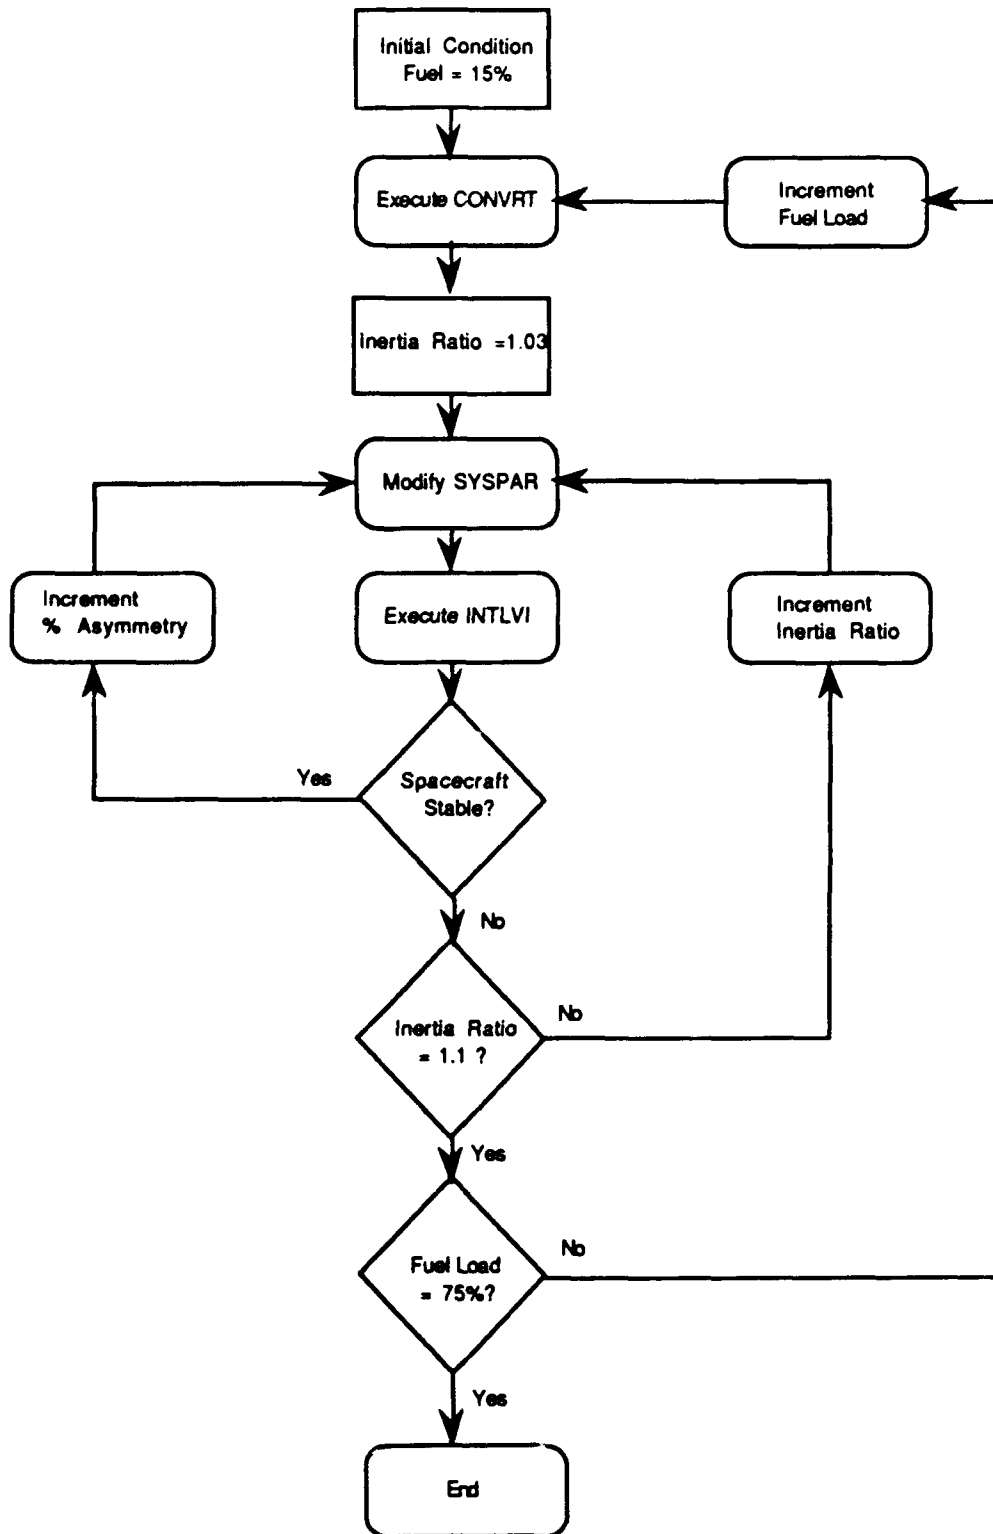 Initial Condition
Fuel = 15%
Execute CONVRT
Increment
Fuel Load
Inertia Ratio =1.03
Modify SYSPAR
Increment
% Asymmetry
Execute INTLVI
Increment
Inertia Ratio
Yes
Spacecraft
Stable?
No
Inertia Ratio
= 1.1 ?
No
Yes
Fuel Load
= 75%?
No
Yes
End